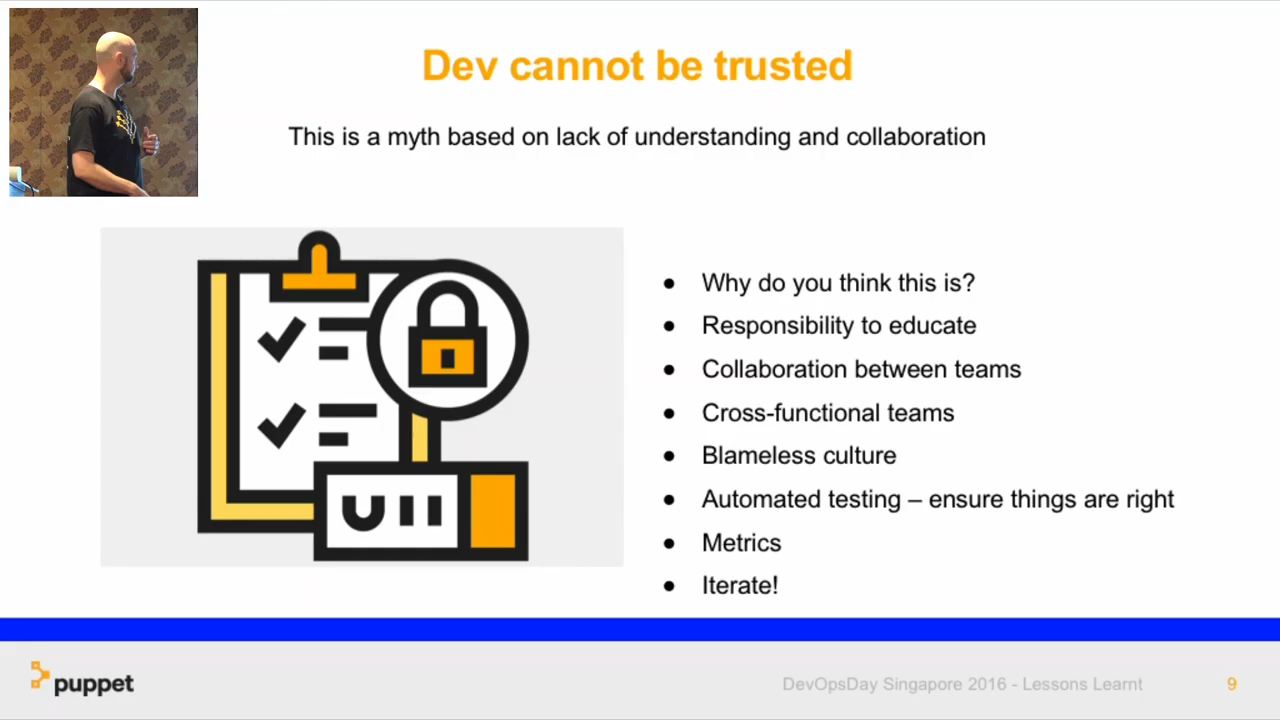 Dev cannot be trusted
This is a myth based on lack of understanding and collaboration
● Why do you think this is?
● Responsibility to educate
● Collaboration between teams
● Cross-functional teams
● Blameless culture
● Automated testing – ensure things are right
● Metrics
● Iterate!
puppet
DevOpsDay Singapore 2016 - Lessons Learnt
9